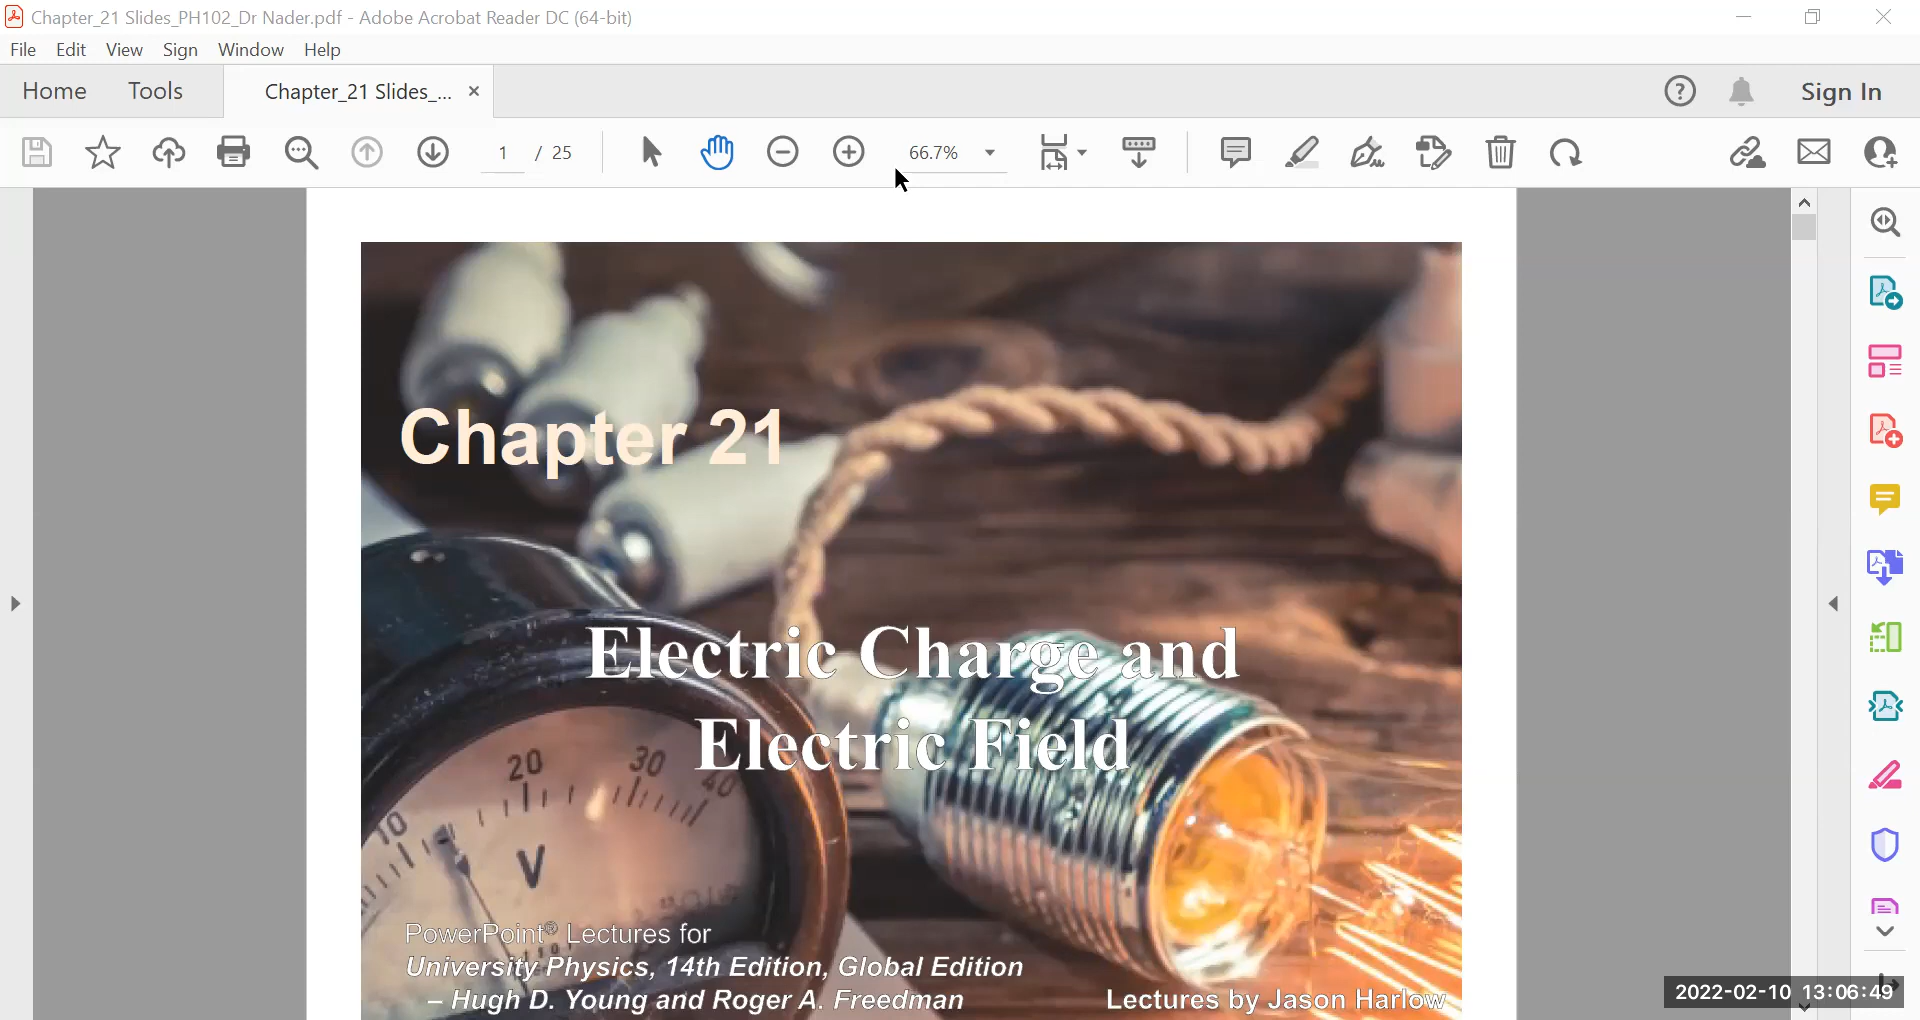 Chapter_21 Slides_PH102_Dr Nader.pdf - Adobe Acrobat Reader DC (64-bit)
File Edit View Sign Window Help
Home Tools Chapter_21 Slides_... × Sign In
1 / 25 66.7%
Chapter 21
Electric Charge and
Electric Field
20 30 40
10
V
PowerPoint® Lectures for
University Physics, 14th Edition, Global Edition
– Hugh D. Young and Roger A. Freedman Lectures by Jason Harlow
2022-02-10 13:06:49